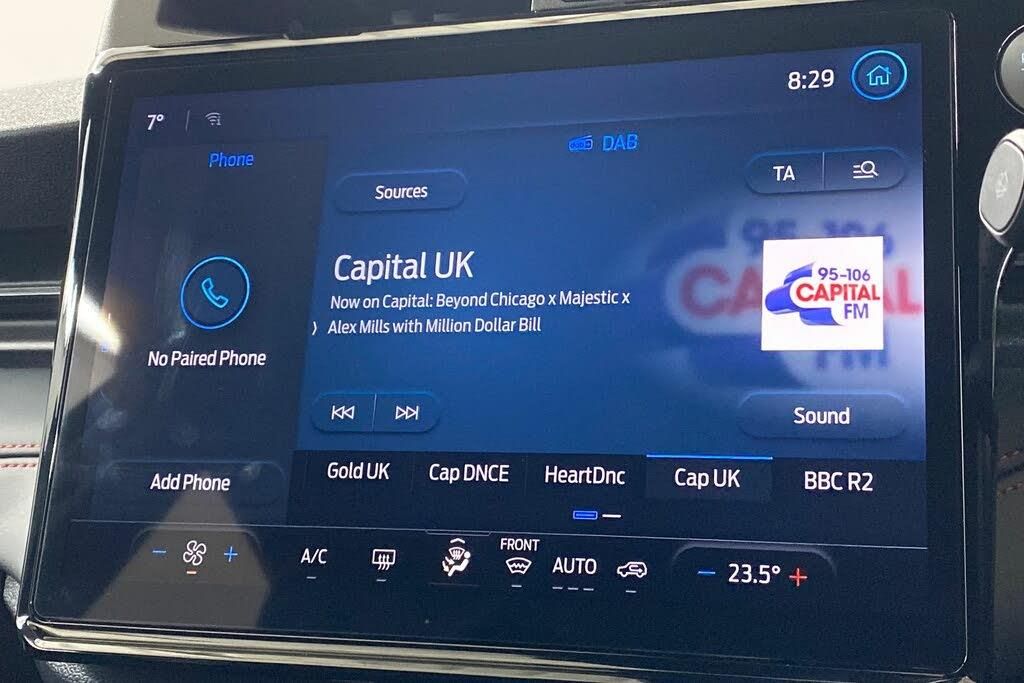 8:29
7°
Phone
DAB
Sources
TA
Capital UK
Now on Capital: Beyond Chicago x Majestic x
Alex Mills with Million Dollar Bill
95-106
CAPITAL
FM
No Paired Phone
Sound
Add Phone
Gold UK
Cap DNCE
HeartDnc
Cap UK
BBC R2
A/C
FRONT
AUTO
23.5°